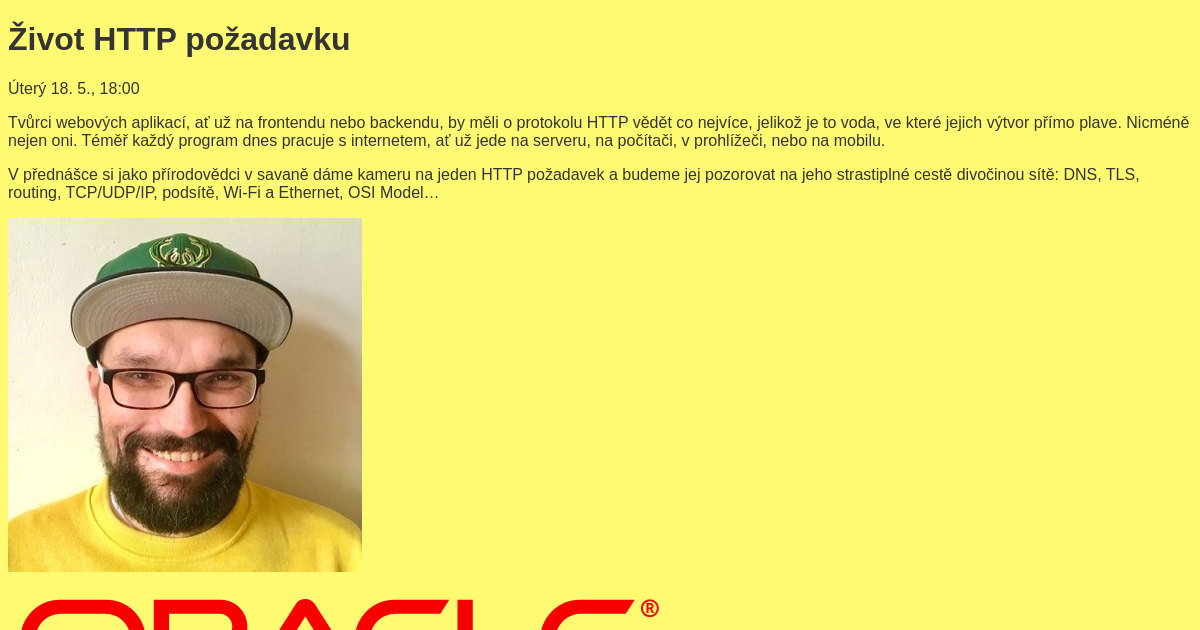 Život HTTP požadavku
Úterý 18. 5., 18:00
Tvůrci webových aplikací, ať už na frontendu nebo backendu, by měli o protokolu HTTP vědět co nejvíce, jelikož je to voda, ve které jejich výtvor přímo plave. Nicméně
nejen oni. Téměř každý program dnes pracuje s internetem, ať už jede na serveru, na počítači, v prohlížeči, nebo na mobilu.
V přednášce si jako přírodovědci v savaně dáme kameru na jeden HTTP požadavek a budeme jej pozorovat na jeho strastiplné cestě divočinou sítě: DNS, TLS,
routing, TCP/UDP/IP, podsítě, Wi-Fi a Ethernet, OSI Model…
ORACLE®